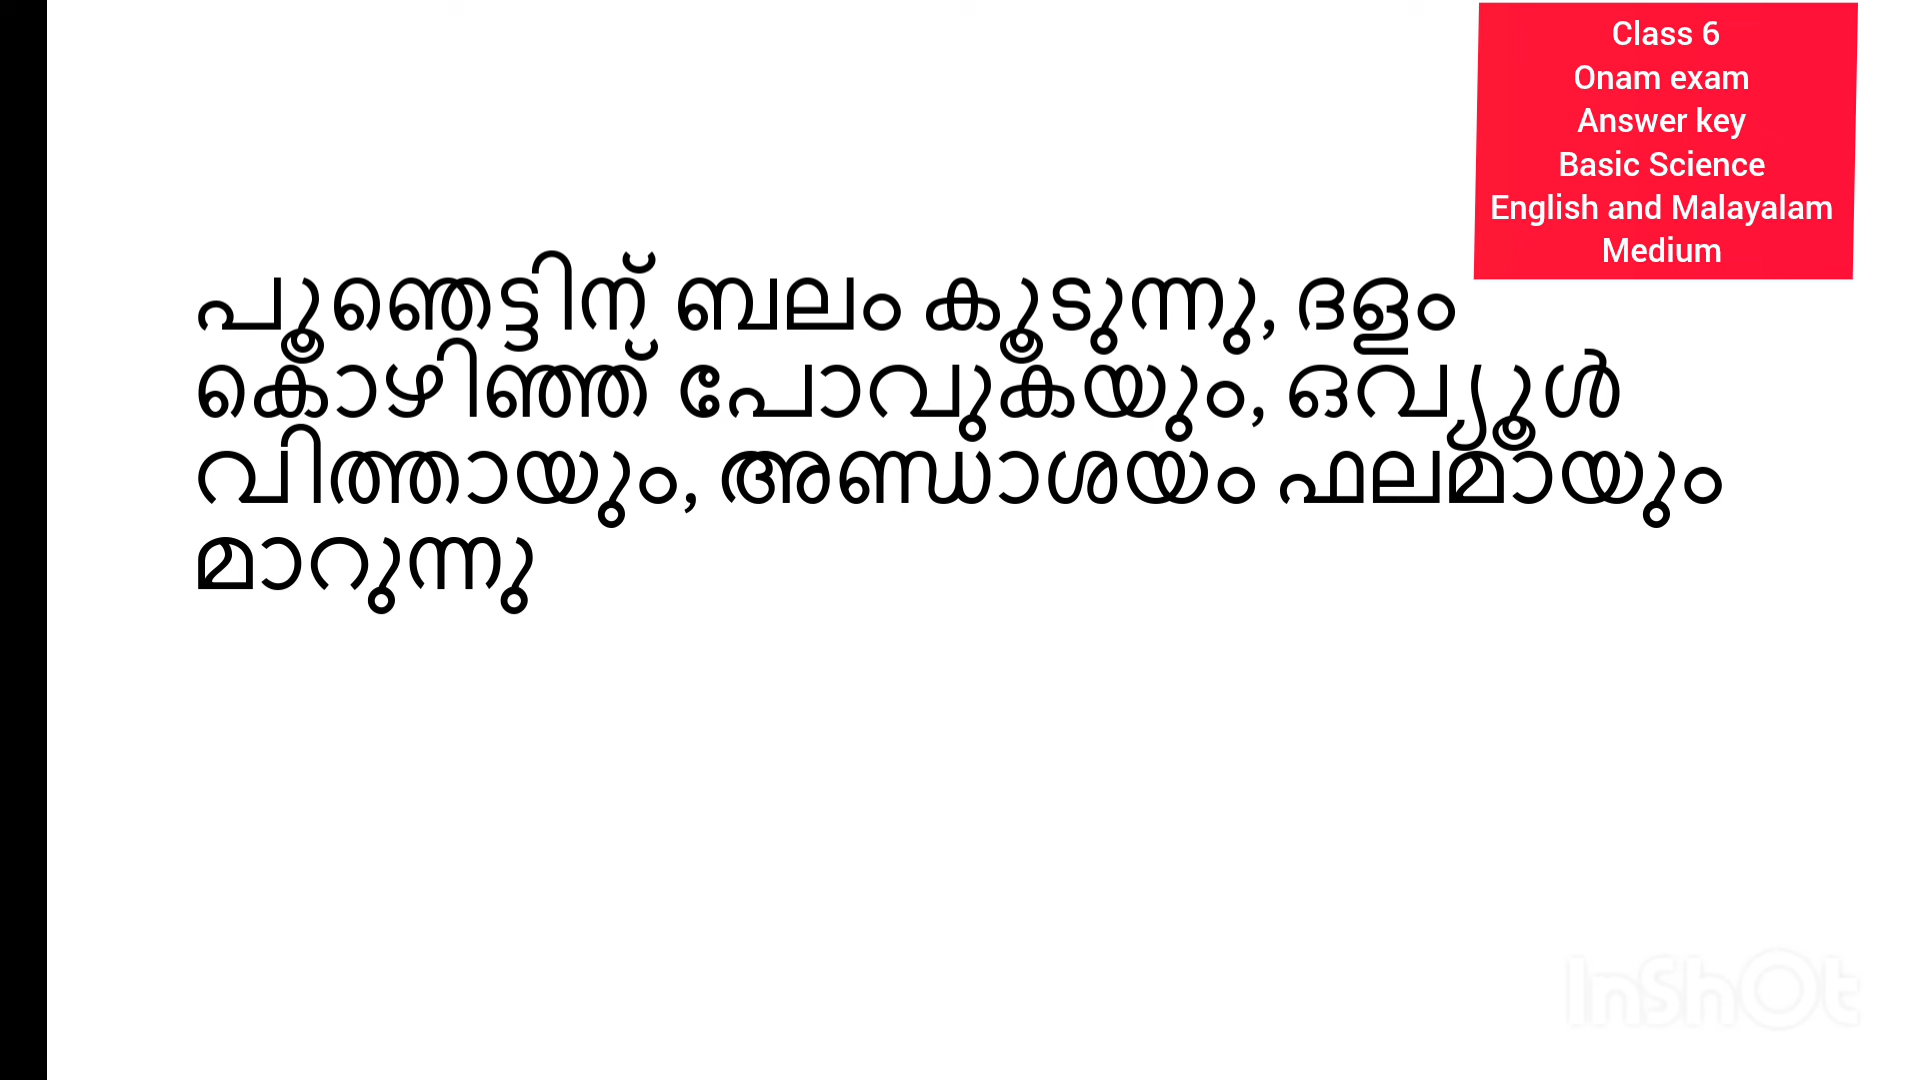 Class 6
Onam exam
Answer key
Basic Science
English and Malayalam
Medium
പൂഞെട്ടിന് ബലം കൂടുന്നു, ദളം
കൊഴിഞ്ഞ് പോവുകയും, ഒവ്യൂൾ
വിത്തായും, അണ്ഡാശയം ഫലമായും
മാറുന്നു
InShOt